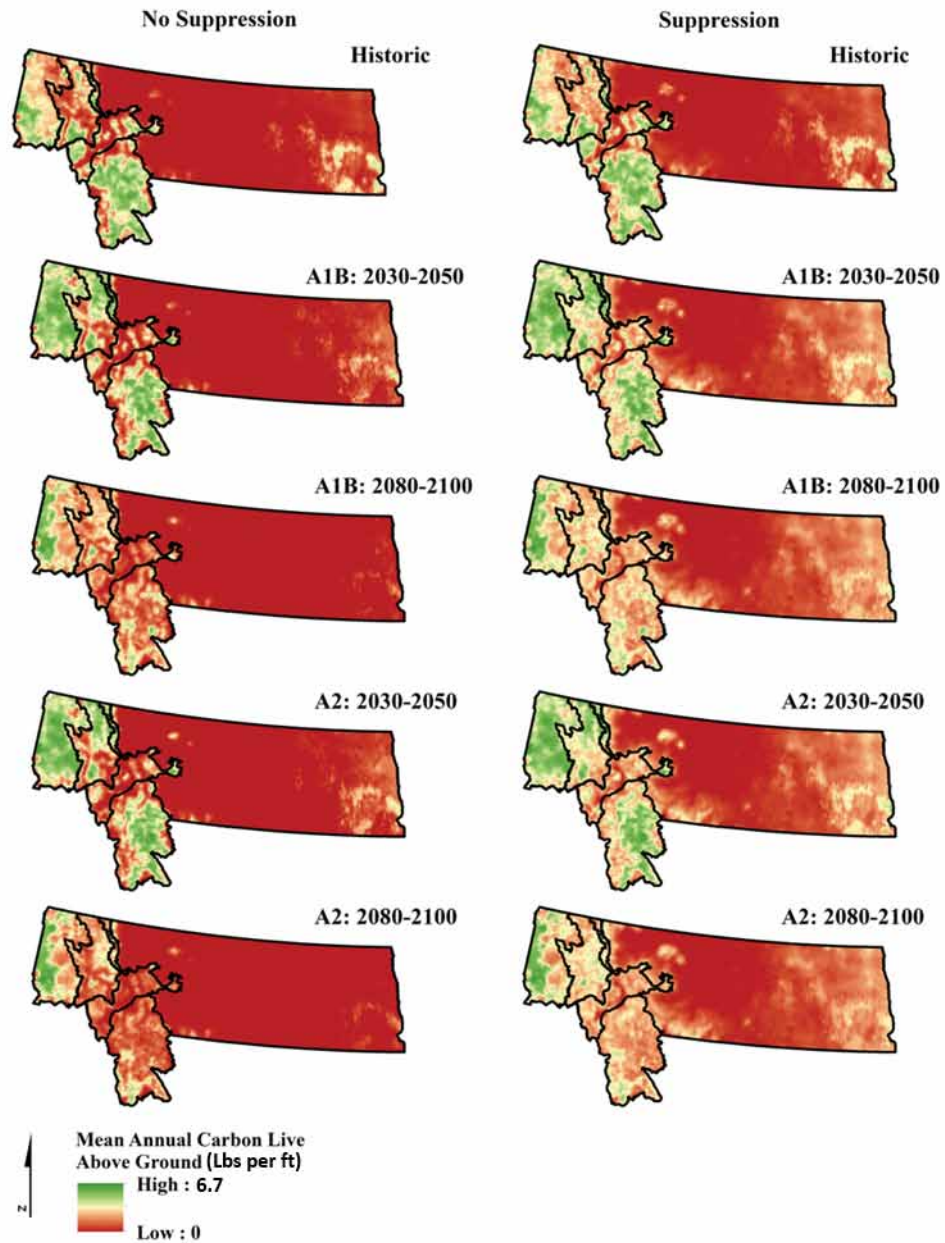 No Suppression
Suppression
Historic
Historic
A1B: 2030-2050
A1B: 2030-2050
A1B: 2080-2100
A1B: 2080-2100
A2: 2030-2050
A2: 2030-2050
A2: 2080-2100
A2: 2080-2100
N
Mean Annual Carbon Live
Above Ground (Lbs per ft)
High : 6.7
Low : 0